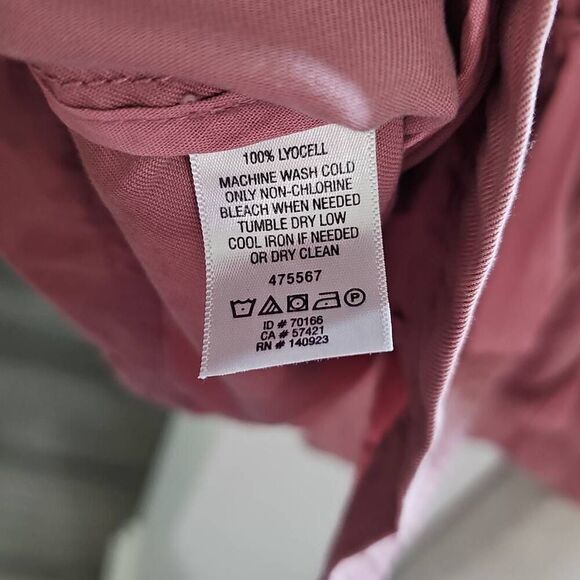 100% LYOCELL
MACHINE WASH COLD
ONLY NON-CHLORINE
BLEACH WHEN NEEDED
TUMBLE DRY LOW
COOL IRON IF NEEDED
OR DRY CLEAN
475567
P
ID # 70166
CA # 57421
RN # 140923